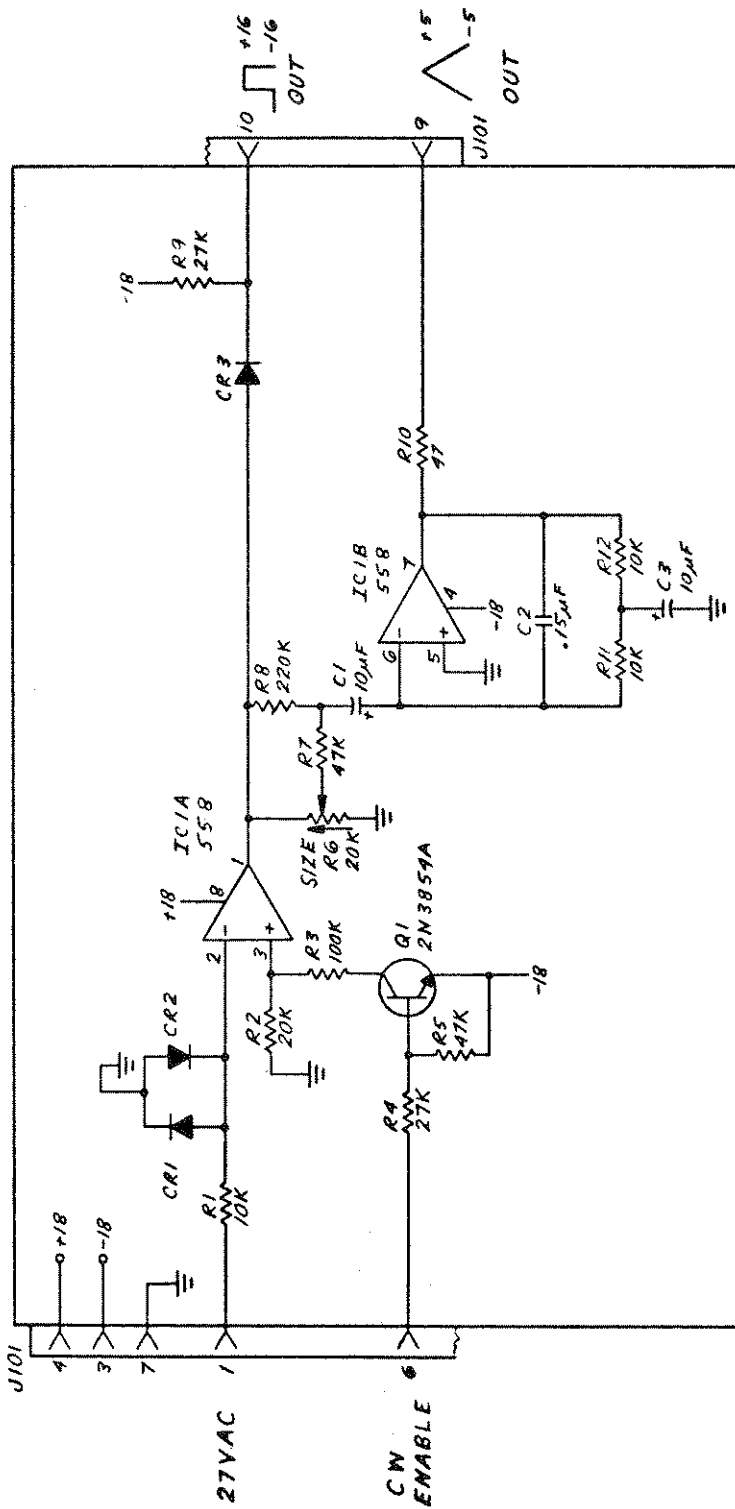 J101
4
+18
3
-18
7
1
27VAC
6
CW
ENABLE
R1
10K
CR1
CR2
R2
20K
R4
27K
R5
47K
-18
Q1
2N3854A
R3
100K
2
-
3
+
+18
8
1
IC1A
558
SIZE
R6
20K
R7
47K
R8
220K
C1
10µF
+
6
-
5
+
7
4
-18
IC1B
558
C2
.15µF
R11
10K
R12
10K
+
C3
10µF
R10
47
CR3
-18
R9
27K
10
+16
-16
OUT
9
J101
+5
-5
OUT